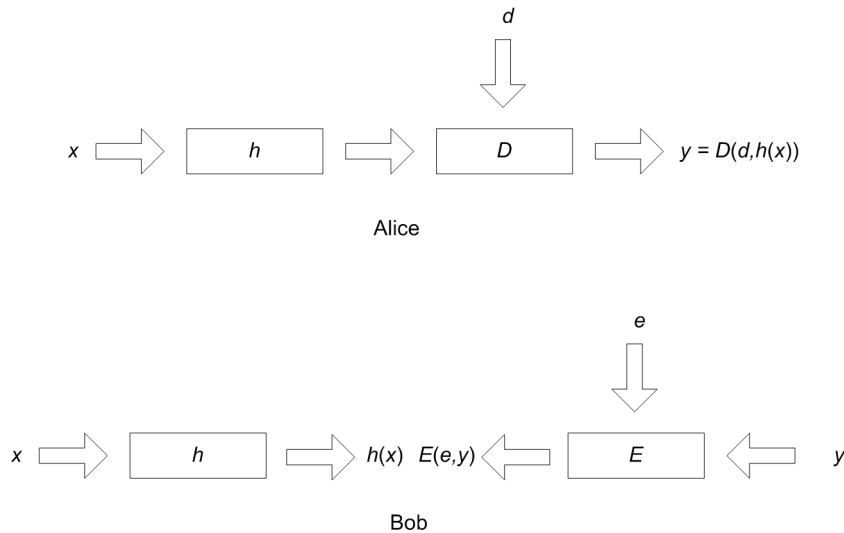 d
x h D y = D(d,h(x))
Alice
e
x h h(x) E(e,y) E y
Bob